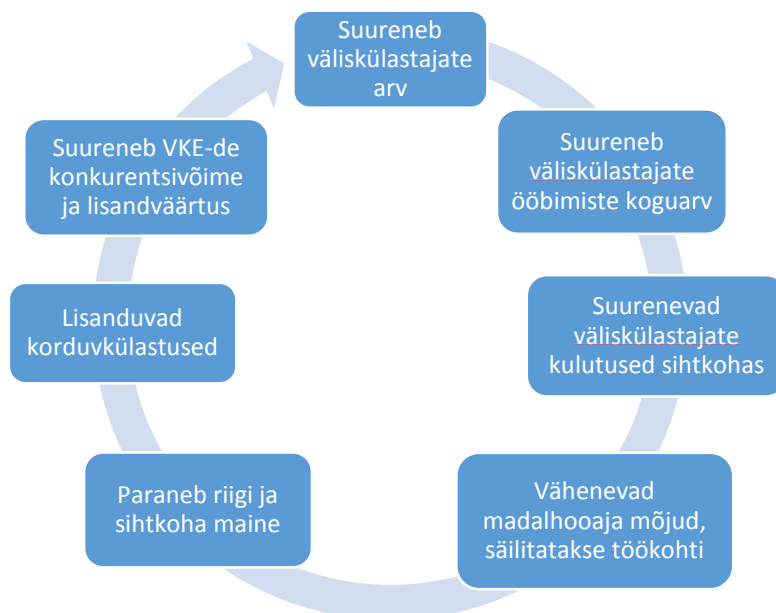 Suureneb
väliskülastajate
arv
Suureneb
väliskülastajate
ööbimiste koguarv
Suurenevad
väliskülastajate
kulutused sihtkohas
Vähenevad
madalhooaja mõjud,
säilitatakse töökohti
Paraneb riigi ja
sihtkoha maine
Lisanduvad
korduvkülastused
Suureneb VKE-de
konkurentsivõime
ja lisandväärtus